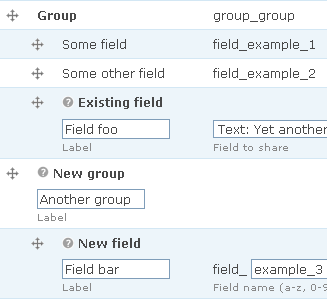 Group group_group
Some field field_example_1
Some other field field_example_2
Existing field
Field foo Text: Yet another
Label Field to share
New group
Another group
Label
New field
Field bar field_ example_3
Label Field name (a-z, 0-9